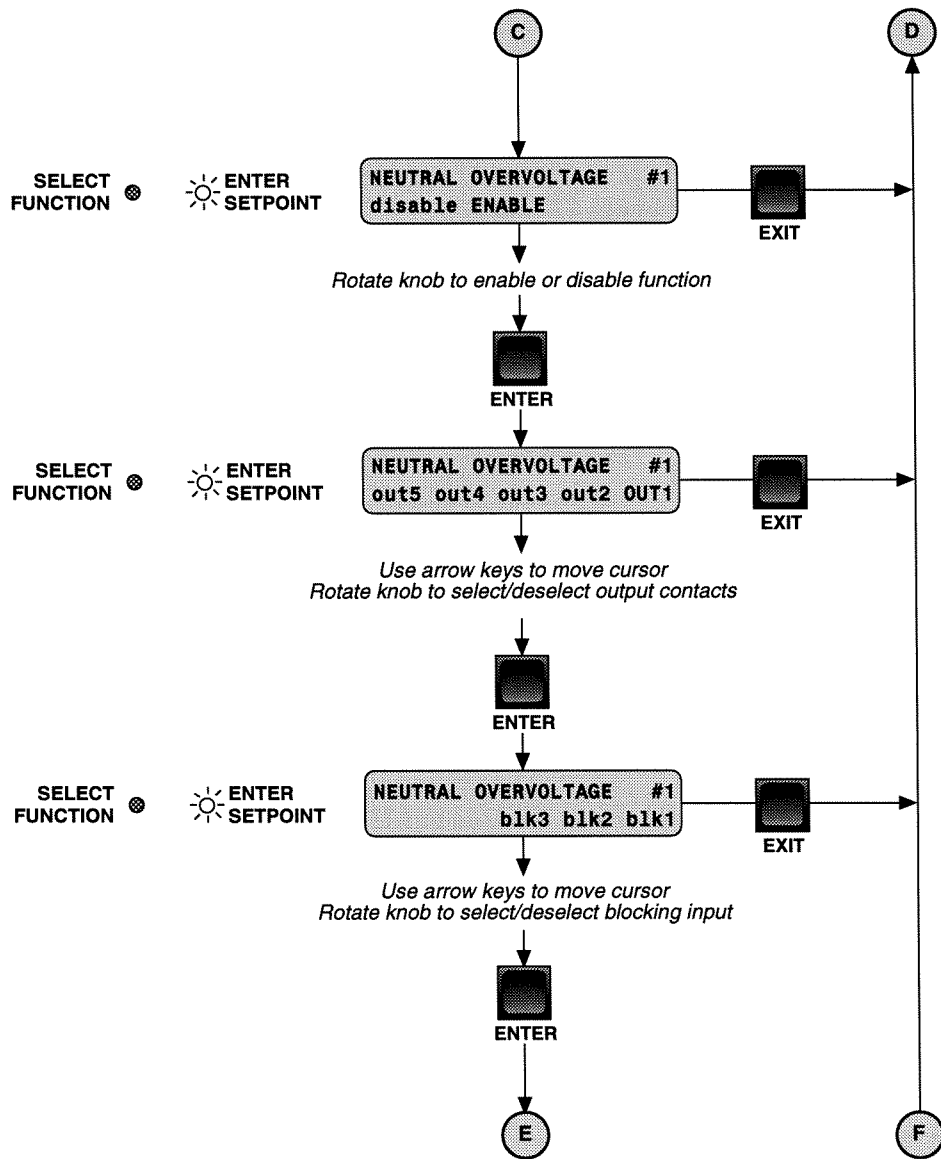 C
D
SELECT
FUNCTION
ENTER
SETPOINT
NEUTRAL OVERVOLTAGE #1
disable ENABLE
EXIT
Rotate knob to enable or disable function
ENTER
SELECT
FUNCTION
ENTER
SETPOINT
NEUTRAL OVERVOLTAGE #1
out5 out4 out3 out2 OUT1
EXIT
Use arrow keys to move cursor
Rotate knob to select/deselect output contacts
ENTER
SELECT
FUNCTION
ENTER
SETPOINT
NEUTRAL OVERVOLTAGE #1
blk3 blk2 blk1
EXIT
Use arrow keys to move cursor
Rotate knob to select/deselect blocking input
ENTER
E
F